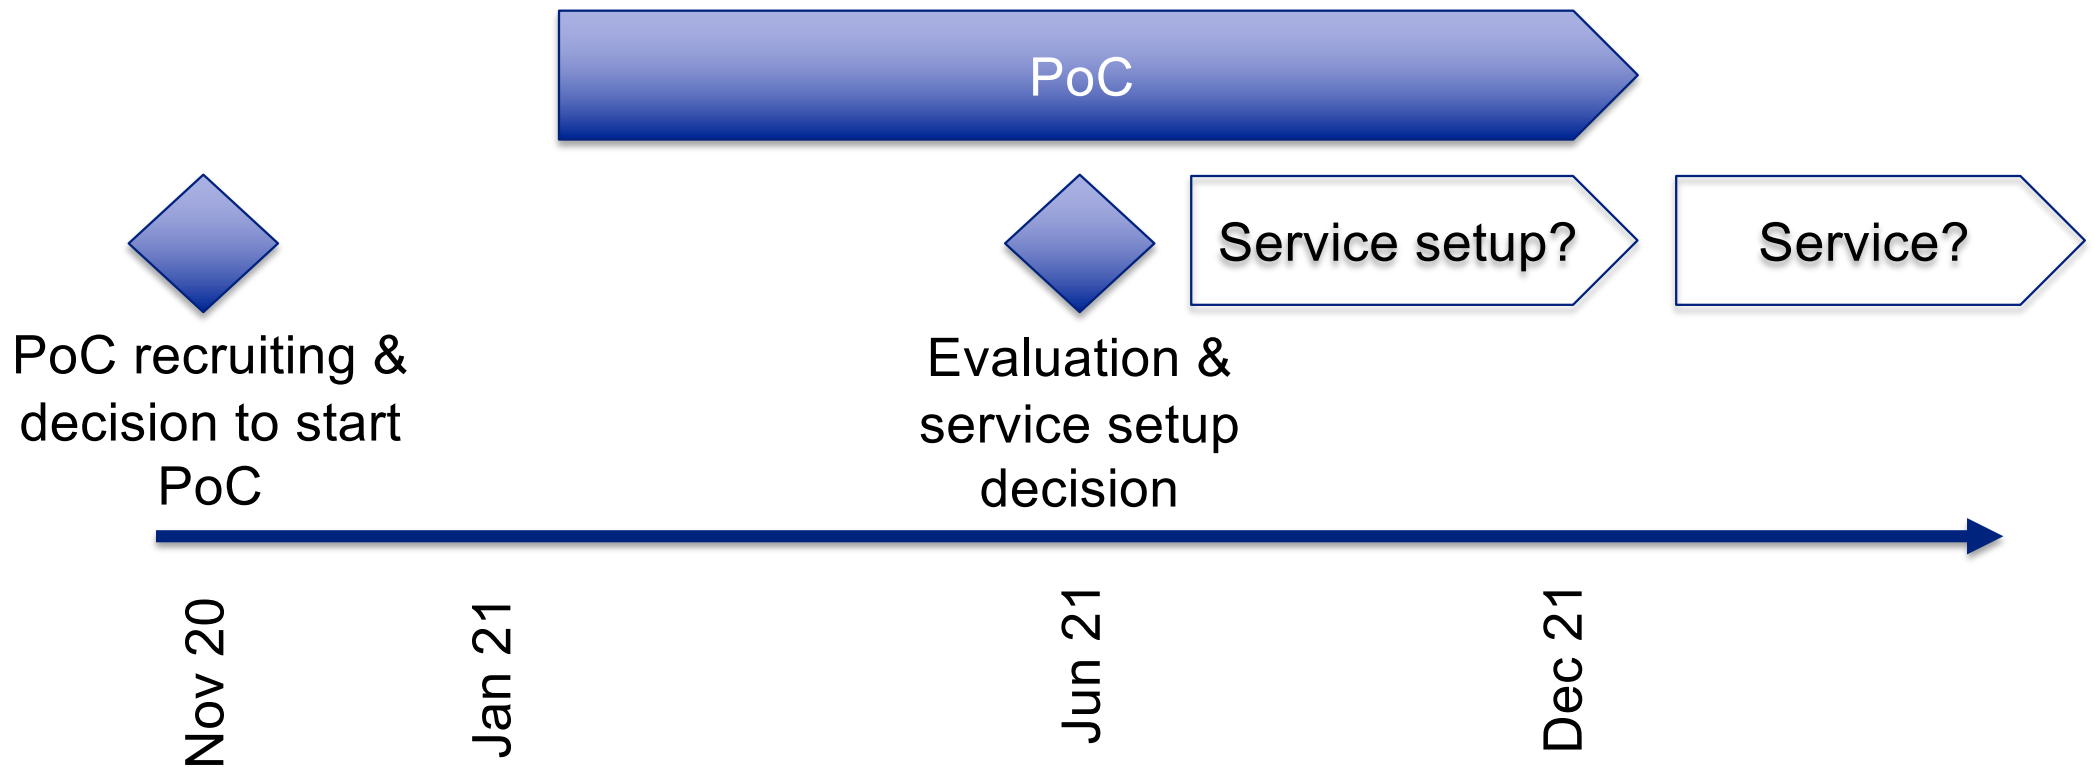 PoC
Service setup?
Service?
PoC recruiting &
decision to start
PoC
Evaluation &
service setup
decision
Nov 20
Jan 21
Jun 21
Dec 21